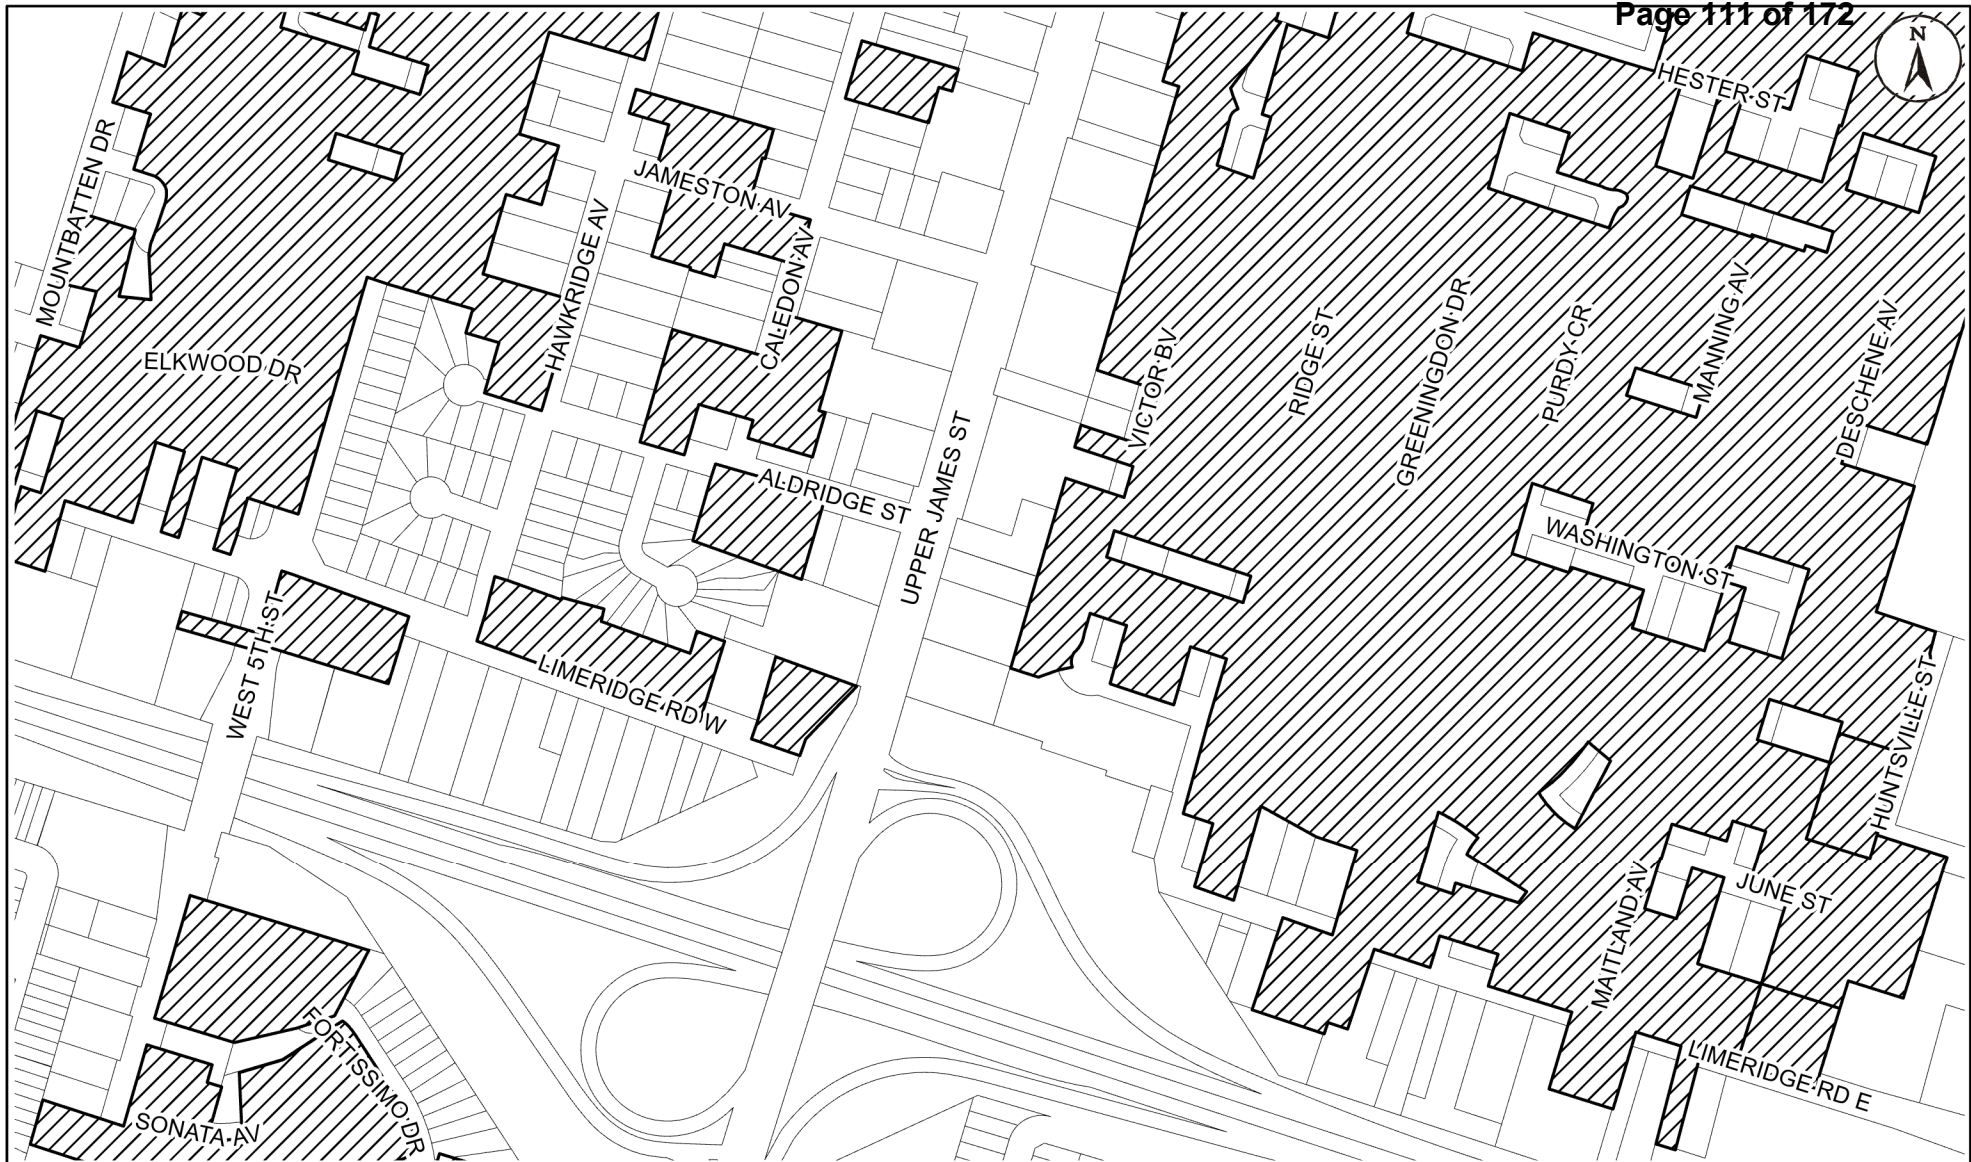 Page 111 of 172
N
HESTER ST
MOUNTBATTEN DR
JAMESTON AV
HAWKRIDGE AV
CALEDON AV
ELKWOOD DR
VICTOR BV
RIDGE ST
GREENINGDON DR
PURDY CR
MANNING AV
DESCHENE AV
ALDRIDGE ST
UPPER JAMES ST
WASHINGTON ST
WEST 5TH ST
LIMERIDGE RD W
HUNTSVILLE ST
MAITLAND AV
JUNE ST
FORTISSIMO DR
SONATA AV
LIMERIDGE RD E